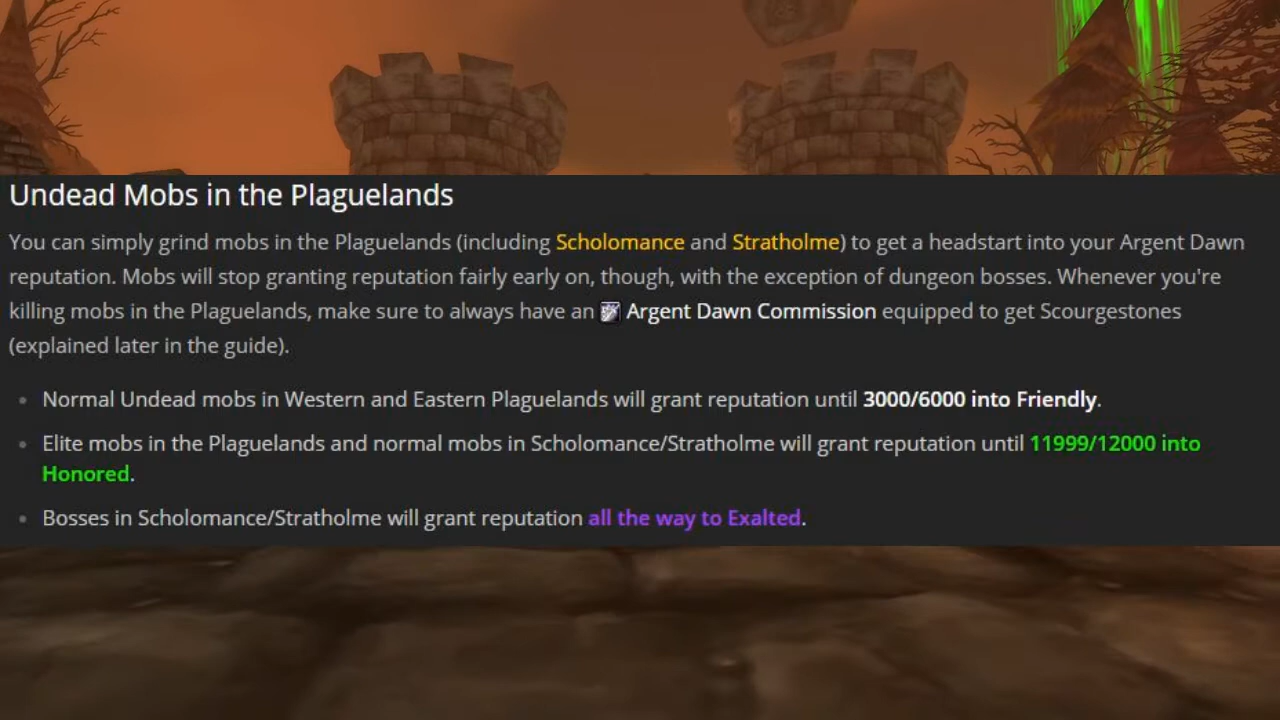 Undead Mobs in the Plaguelands
You can simply grind mobs in the Plaguelands (including Scholomance and Stratholme) to get a headstart into your Argent Dawn
reputation. Mobs will stop granting reputation fairly early on, though, with the exception of dungeon bosses. Whenever you're
killing mobs in the Plaguelands, make sure to always have an Argent Dawn Commission equipped to get Scourgestones
(explained later in the guide).
• Normal Undead mobs in Western and Eastern Plaguelands will grant reputation until 3000/6000 into Friendly.
• Elite mobs in the Plaguelands and normal mobs in Scholomance/Stratholme will grant reputation until 11999/12000 into
Honored.
• Bosses in Scholomance/Stratholme will grant reputation all the way to Exalted.